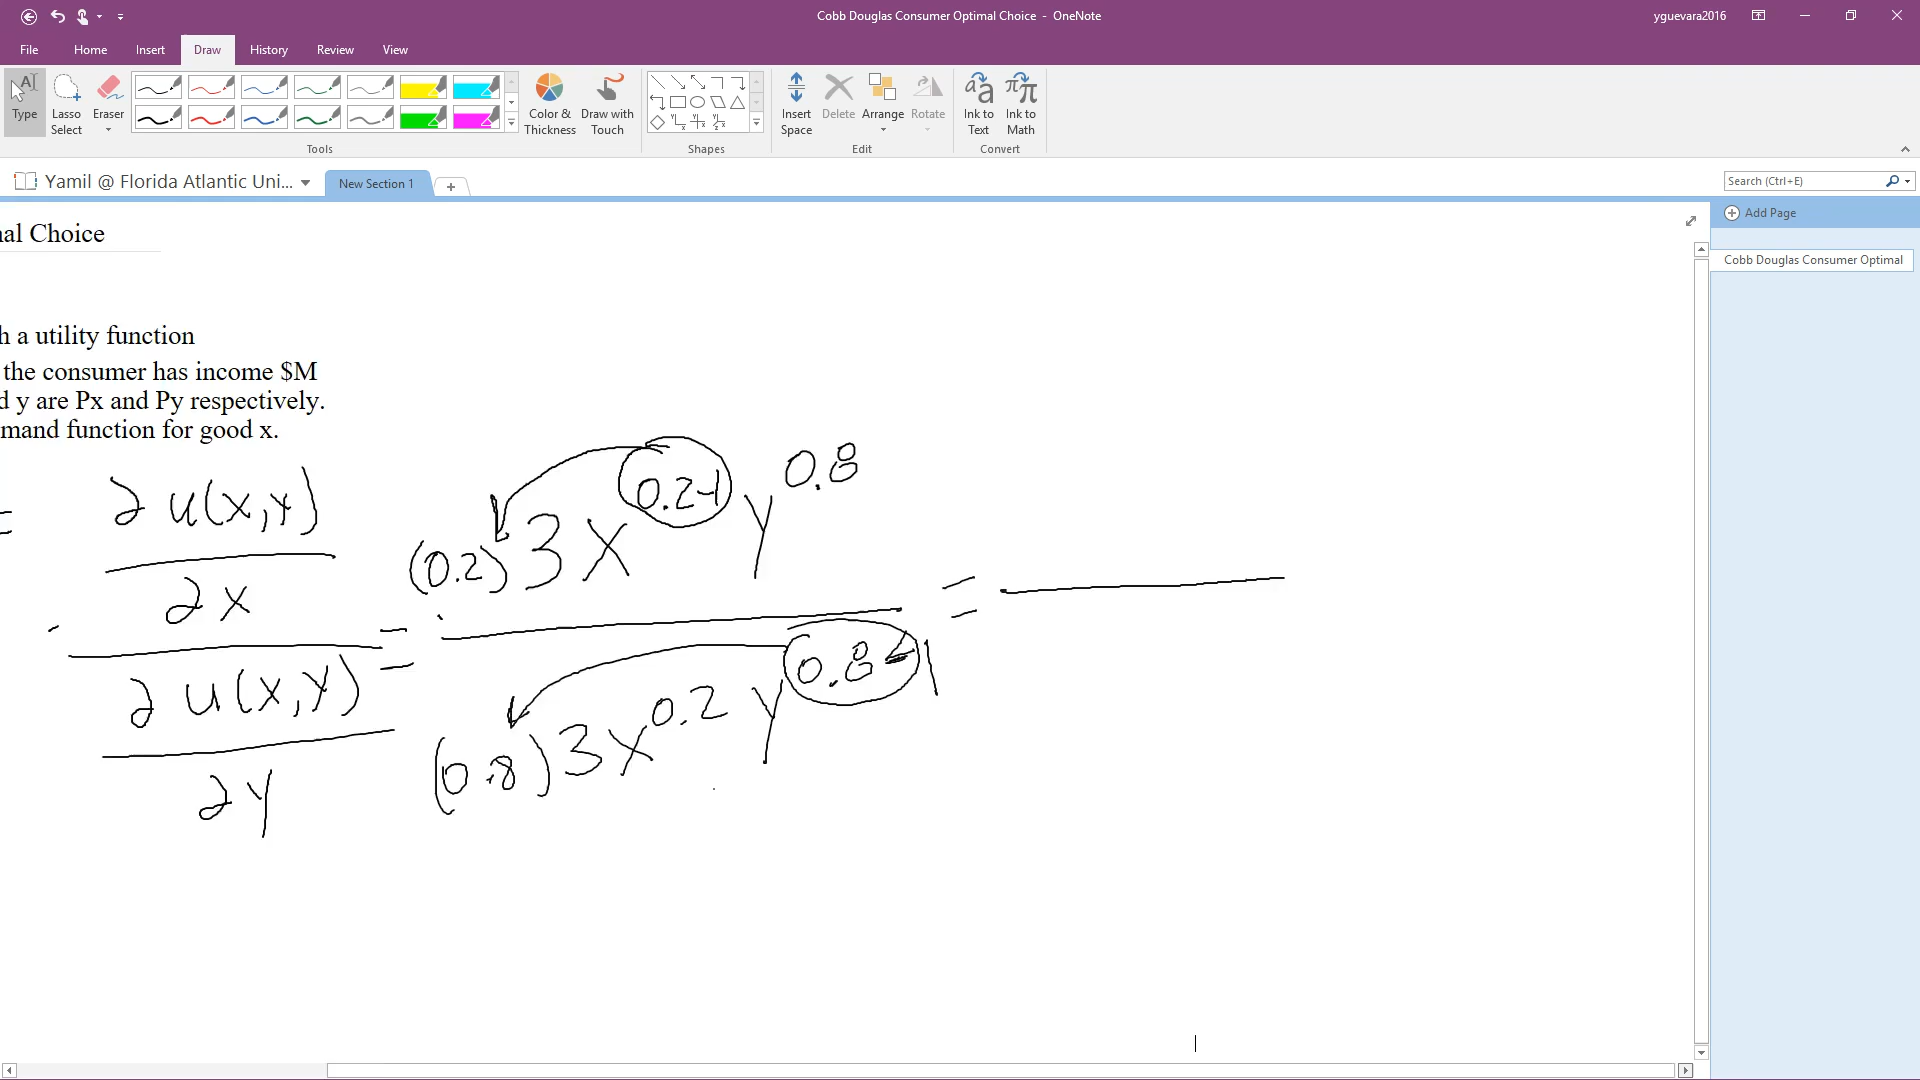 Cobb Douglas Consumer Optimal Choice - OneNote
yguevara2016
File Home Insert Draw History Review View
Type
Lasso Select
Eraser
Color & Thickness
Draw with Touch
Insert Space
Delete
Arrange
Rotate
Ink to Text
Ink to Math
Tools
Shapes
Edit
Convert
Yamil @ Florida Atlantic Uni...
New Section 1
Search (Ctrl+E)
Add Page
Cobb Douglas Consumer Optimal
nal Choice
h a utility function
the consumer has income $M
d y are Px and Py respectively.
mand function for good x.
= ∂u(x,y) / ∂x
∂u(x,y) / ∂y
= (0.2)3x^0.2-1 y^0.8
(0.8)3x^0.2 y^0.8-1
=